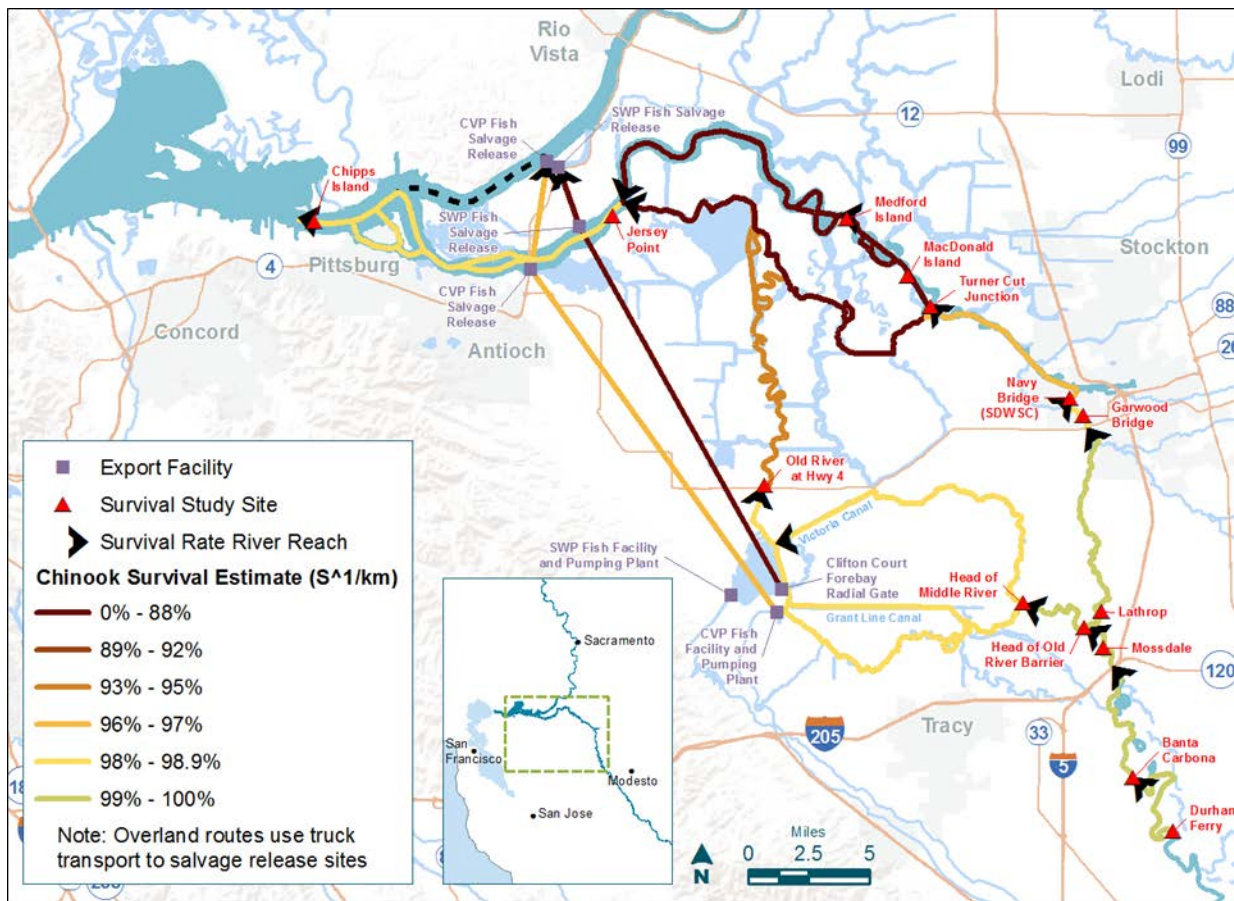 Rio
Vista
Lodi
12
SWP Fish Salvage
Release
CVP Fish
Salvage
Release
99
Chipps
Island
Medford
Island
SWP Fish
Salvage
Release
Jersey
Point
MacDonald
Island
Stockton
4
Pittsburg
Turner Cut
Junction
CVP Fish
Salvage
Release
88
Concord
Antioch
26
Navy
Bridge
(SDWSC)
Garwood
Bridge
Export Facility
Survival Study Site
Survival Rate River Reach
Chinook Survival Estimate (S^1/km)
0% - 88%
89% - 92%
93% - 95%
96% - 97%
98% - 98.9%
99% - 100%
Note: Overland routes use truck
transport to salvage release sites
Old River
at Hwy 4
Victoria Canal
SWP Fish Facility
and Pumping Plant
Clifton Court
Forebay
Radial Gate
Head of
Middle River
Lathrop
Grant Line Canal
CVP Fish
Facility and
Pumping
Plant
Head of Old
River Barrier
Mossdale
120
Sacramento
San
Francisco
Modesto
San Jose
Tracy
205
33
5
Banta
Carbona
Durham
Ferry
Miles
0 2.5 5
N